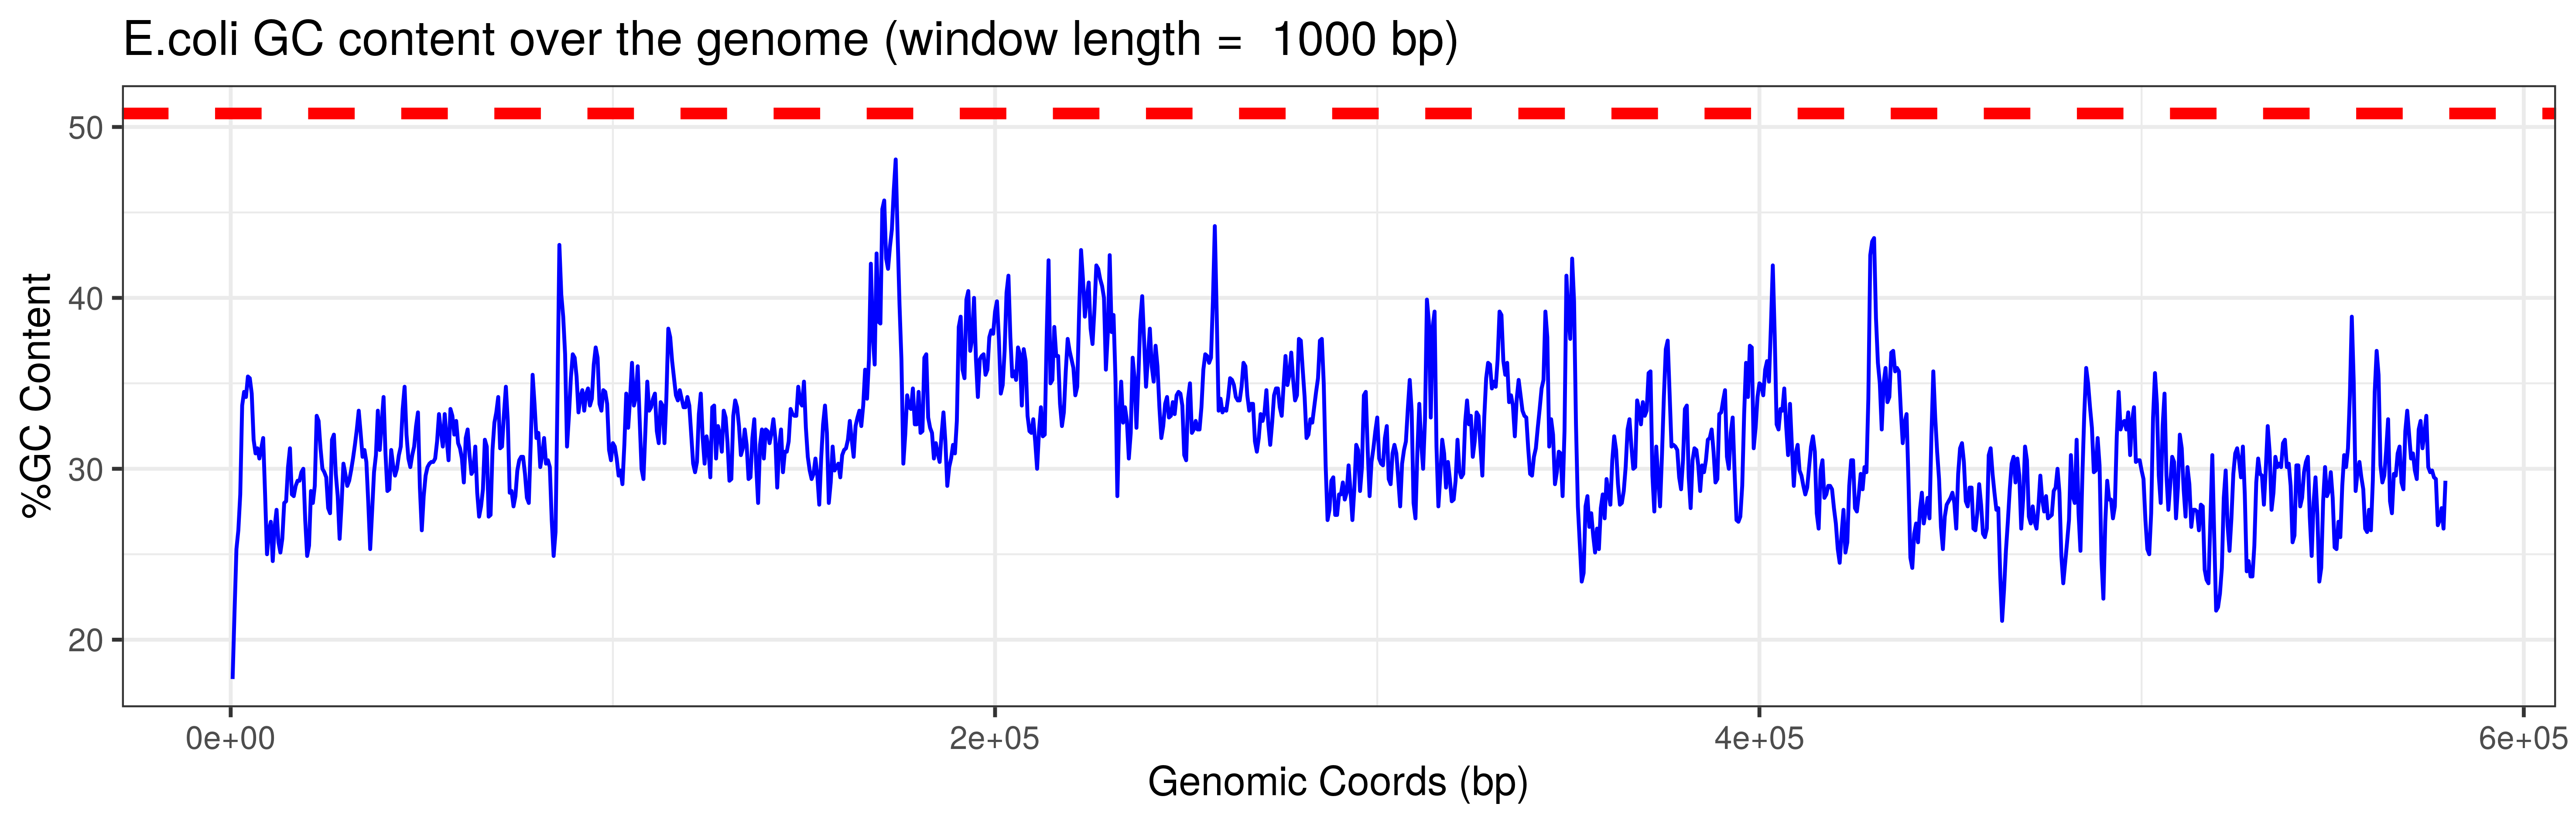 E.coli GC content over the genome (window length =  1000 bp)
%GC Content
50
40
30
20
0e+00
2e+05
4e+05
6e+05
Genomic Coords (bp)